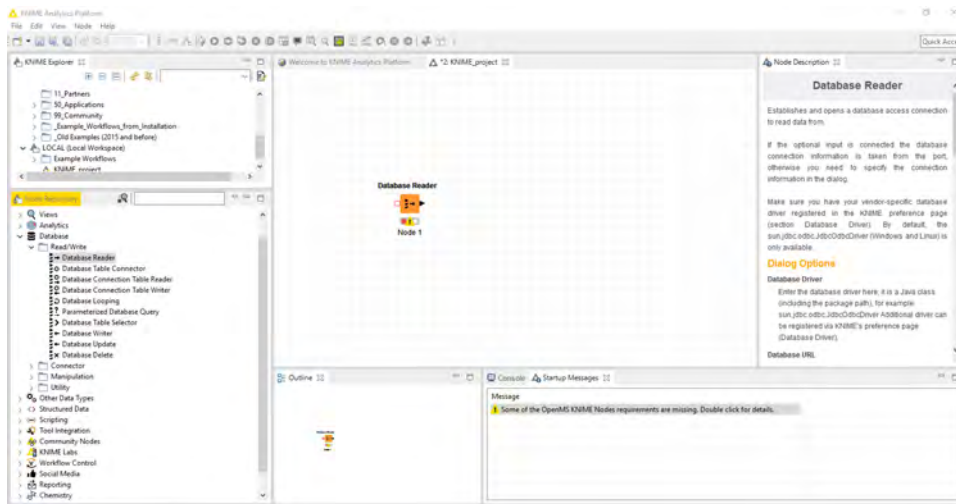 KNIME Analytics Platform
File Edit View Node Help
Quick Acce
KNIME Explorer
11_Partners
50_Applications
99_Community
_Example_Workflows_from_Installation
_Old Examples (2015 and before)
LOCAL (Local Workspace)
Example Workflows
KNIME_project
Node Repository
Views
Analytics
Database
Read/Write
Database Reader
Database Table Connector
Database Connection Table Reader
Database Connection Table Writer
Database Looping
Parameterized Database Query
Database Table Selector
Database Writer
Database Update
Database Delete
Connector
Manipulation
Utility
Other Data Types
Structured Data
Scripting
Tool Integration
Community Nodes
KNIME Labs
Workflow Control
Social Media
Reporting
Chemistry
Welcome to KNIME Analytics Platform
*2: KNIME_project
Database Reader
Node 1
Outline
Console
Startup Messages
Message
Some of the OpenMS KNIME Nodes requirements are missing. Double click for details.
Node Description
Database Reader
Establishes and opens a database access connection
to read data from.
If the optional input is connected the database
connection information is taken from the port,
otherwise you need to specify the connection
information in the dialog.
Make sure you have your vendor-specific database
driver registered in the KNIME preference page
(section Database Driver). By default, the
sun.jdbc.odbc.JdbcOdbcDriver (Windows and Linux) is
only available.
Dialog Options
Database Driver
Enter the database driver here, it is a Java class
(including the package path), for example:
sun.jdbc.odbc.JdbcOdbcDriver Additional driver can
be registered via KNIME's preference page
(Database Driver).
Database URL